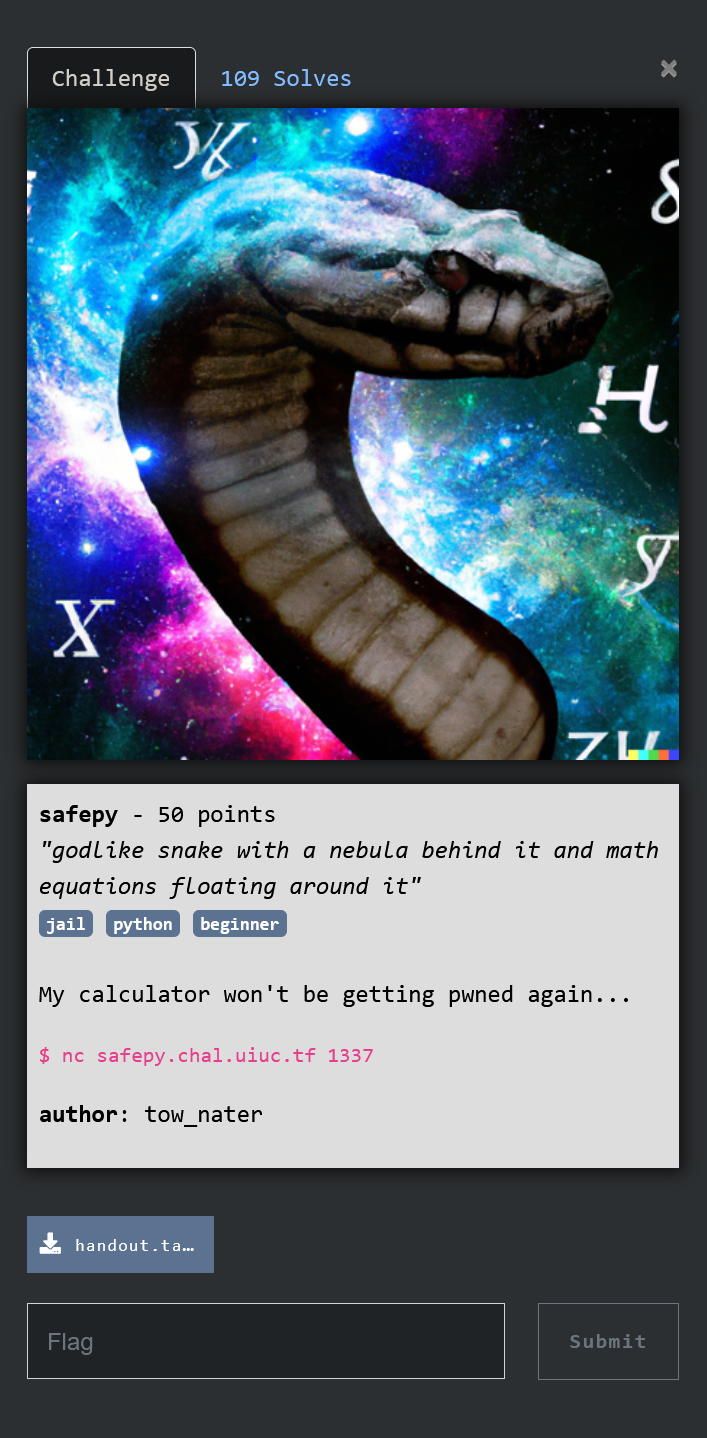 Challenge
109 Solves
×
X
8
H
y
X
safepy - 50 points
"godlike snake with a nebula behind it and math
equations floating around it"
jail python beginner
My calculator won't be getting pwned again...
$ nc safepy.chal.uiuc.tf 1337
author: tow_nater
handout.ta…
Flag
Submit